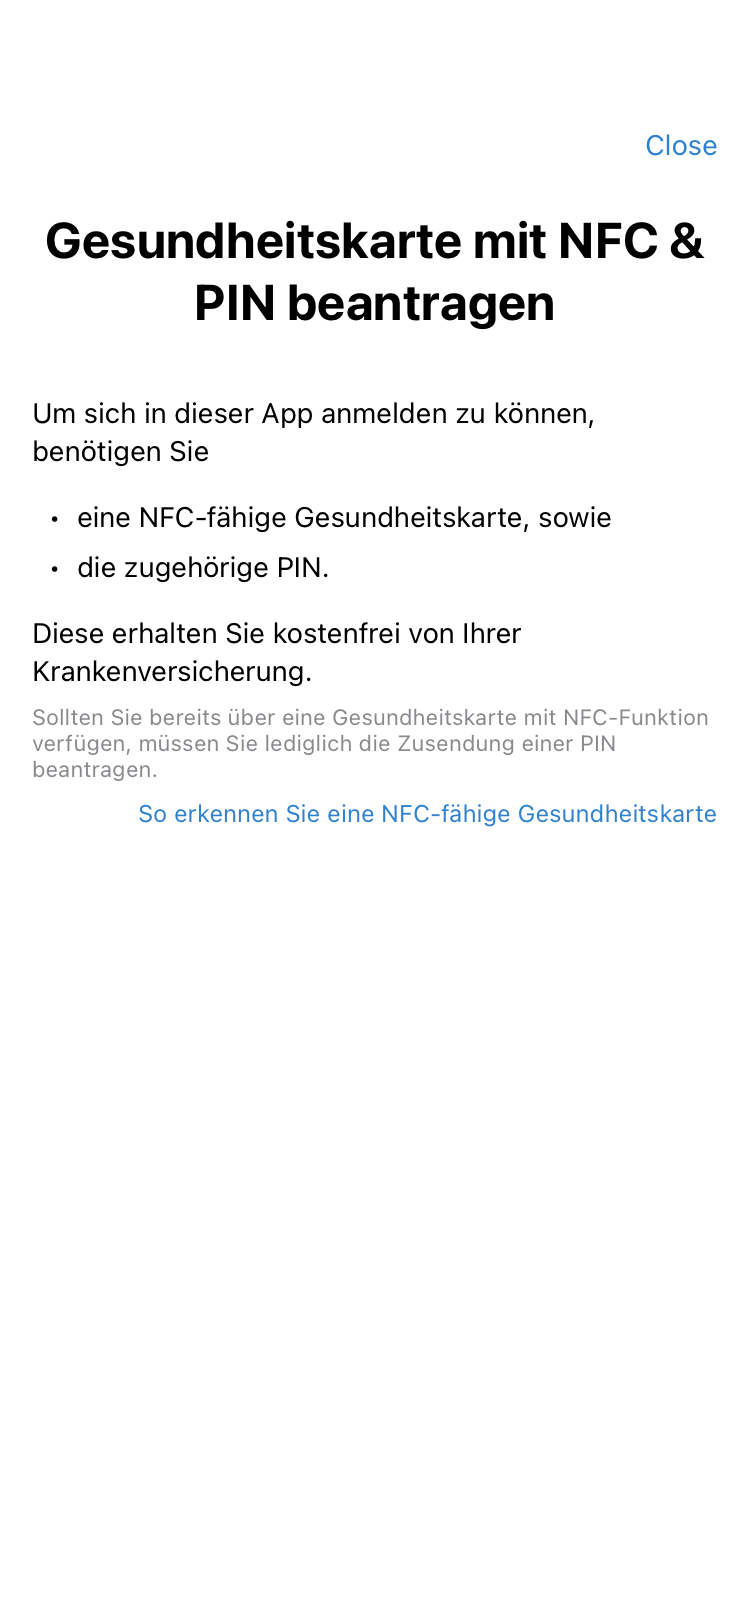 Close
Gesundheitskarte mit NFC &
PIN beantragen
Um sich in dieser App anmelden zu können,
benötigen Sie
• eine NFC-fähige Gesundheitskarte, sowie
• die zugehörige PIN.
Diese erhalten Sie kostenfrei von Ihrer
Krankenversicherung.
Sollten Sie bereits über eine Gesundheitskarte mit NFC-Funktion
verfügen, müssen Sie lediglich die Zusendung einer PIN
beantragen.
So erkennen Sie eine NFC-fähige Gesundheitskarte